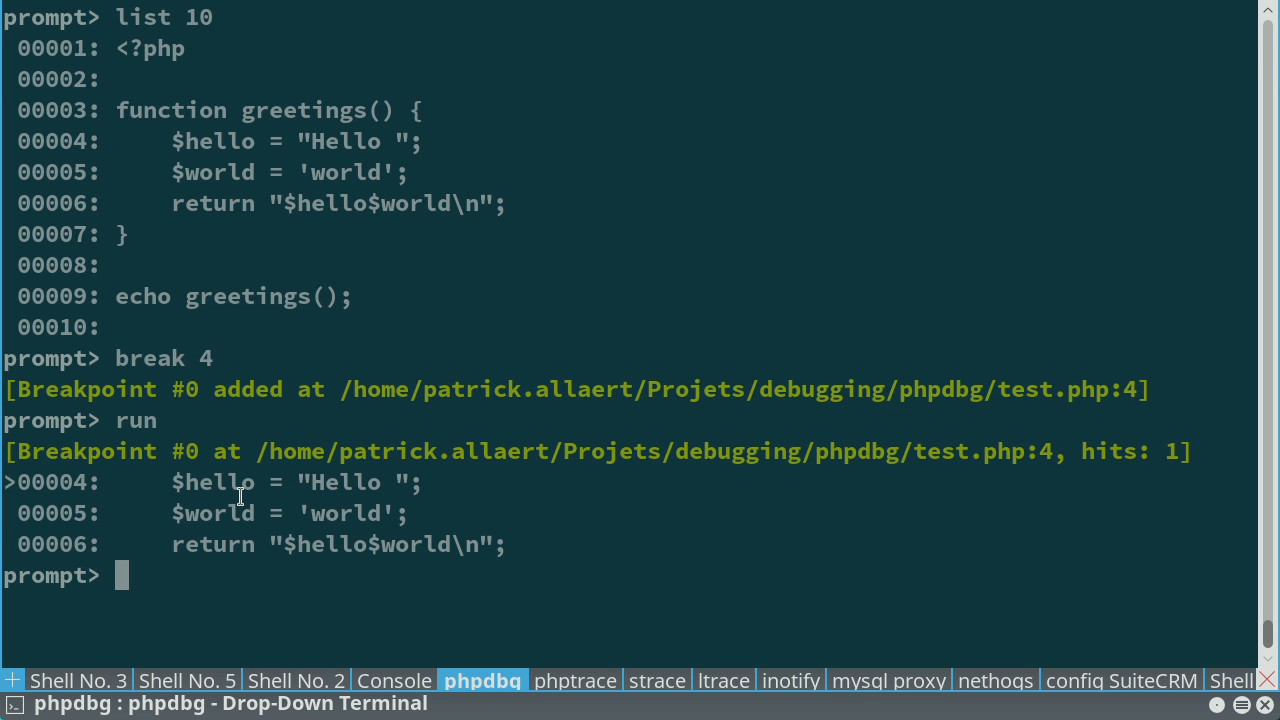 prompt> list 10
 00001: <?php
 00002:
 00003: function greetings() {
 00004:     $hello = "Hello ";
 00005:     $world = 'world';
 00006:     return "$hello$world\n";
 00007: }
 00008:
 00009: echo greetings();
 00010:
prompt> break 4
[Breakpoint #0 added at /home/patrick.allaert/Projets/debugging/phpdbg/test.php:4]
prompt> run
[Breakpoint #0 at /home/patrick.allaert/Projets/debugging/phpdbg/test.php:4, hits: 1]
>00004:     $hello = "Hello ";
 00005:     $world = 'world';
 00006:     return "$hello$world\n";
prompt>
Shell No. 3 Shell No. 5 Shell No. 2 Console phpdbg phptrace strace ltrace inotify mysql proxy nethogs config SuiteCRM Shell
phpdbg : phpdbg - Drop-Down Terminal